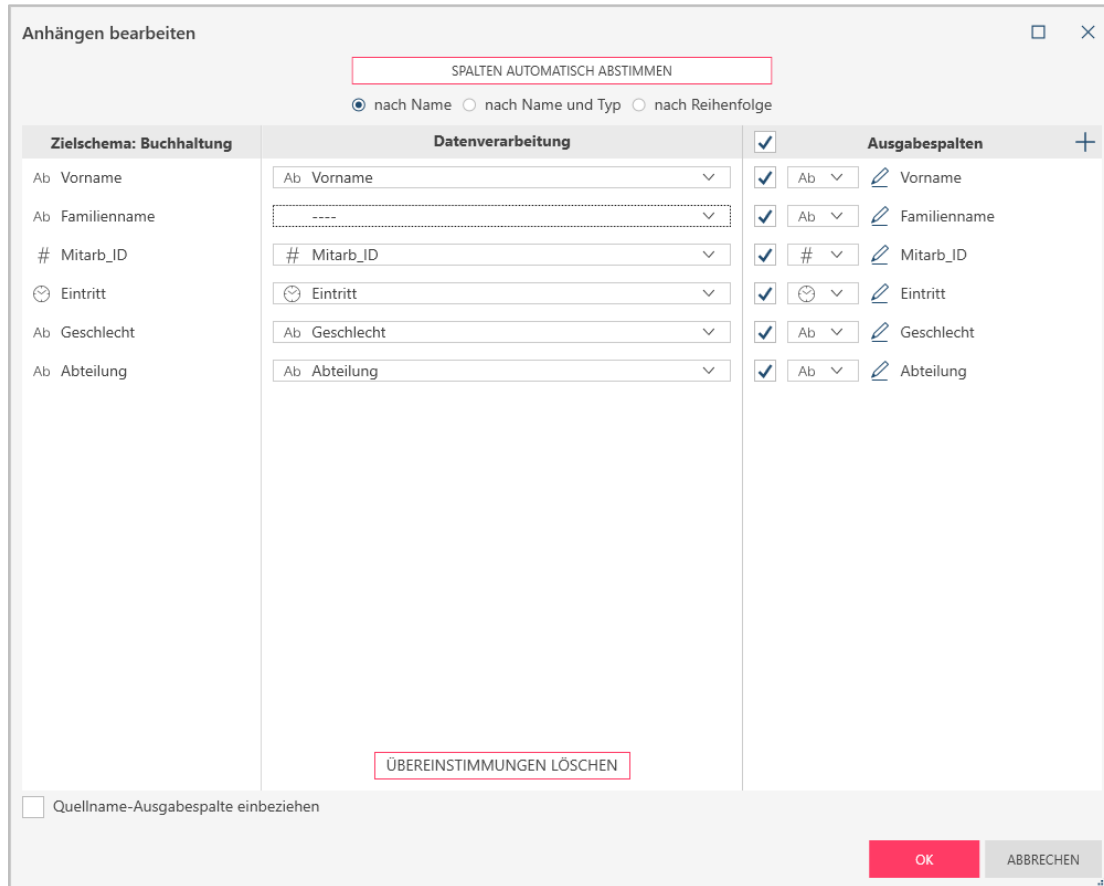 Anhängen bearbeiten
SPALTEN AUTOMATISCH ABSTIMMEN
nach Name nach Name und Typ nach Reihenfolge
Zielschema: Buchhaltung Datenverarbeitung Ausgabespalten
Ab Vorname Ab Vorname Ab Vorname
Ab Familienname ---- Ab Familienname
# Mitarb_ID # Mitarb_ID # Mitarb_ID
Eintritt Eintritt Eintritt
Ab Geschlecht Ab Geschlecht Ab Geschlecht
Ab Abteilung Ab Abteilung Ab Abteilung
ÜBEREINSTIMMUNGEN LÖSCHEN
Quellname-Ausgabespalte einbeziehen
OK ABBRECHEN